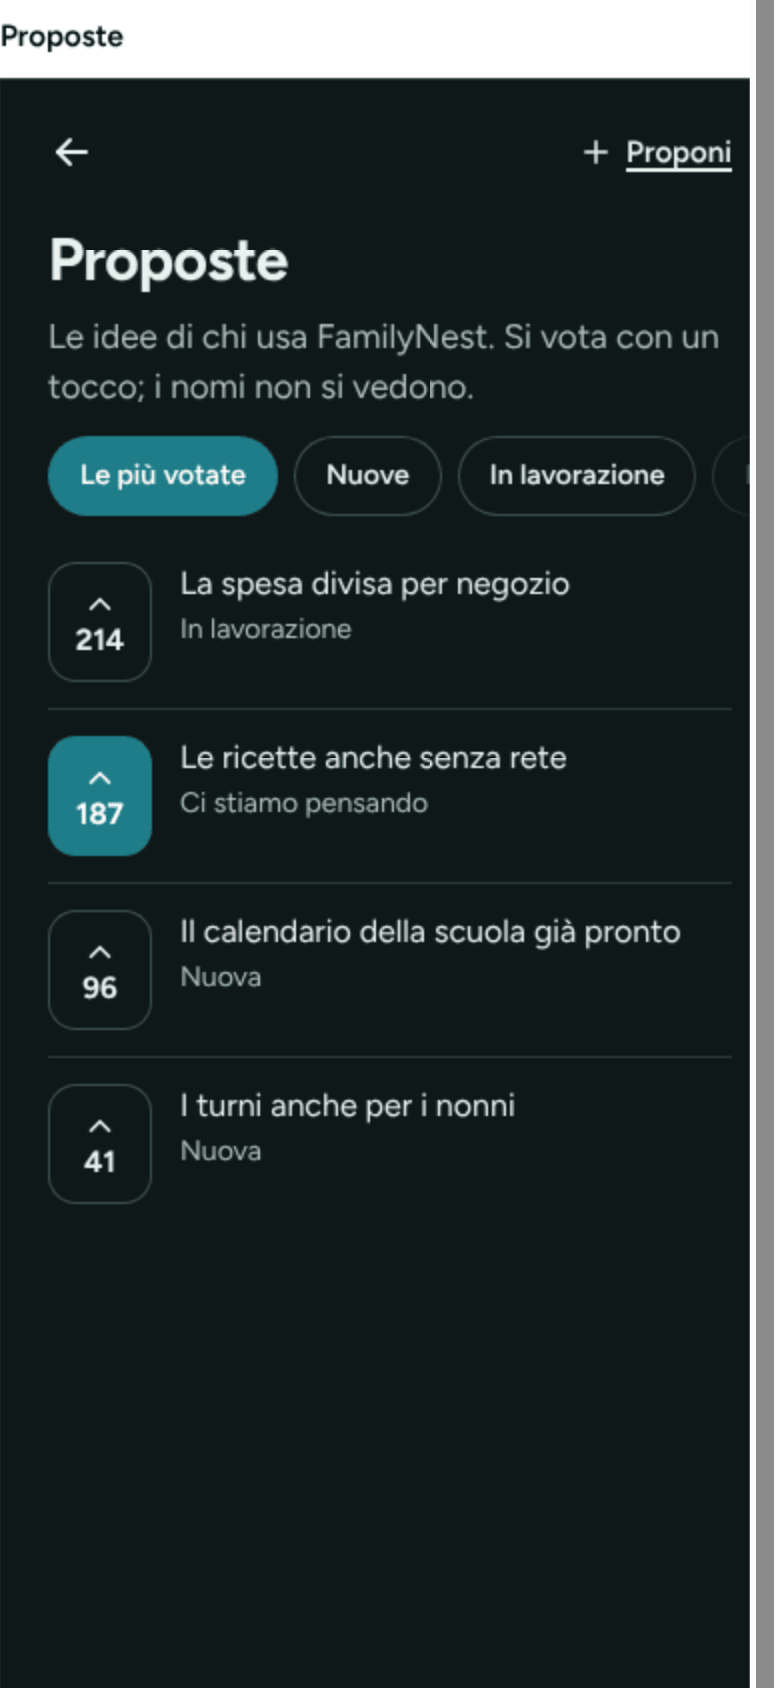 Proposte
+ Proponi
Proposte
Le idee di chi usa FamilyNest. Si vota con un
tocco; i nomi non si vedono.
Le più votate
Nuove
In lavorazione
La spesa divisa per negozio
214
In lavorazione
Le ricette anche senza rete
187
Ci stiamo pensando
Il calendario della scuola già pronto
96
Nuova
I turni anche per i nonni
41
Nuova